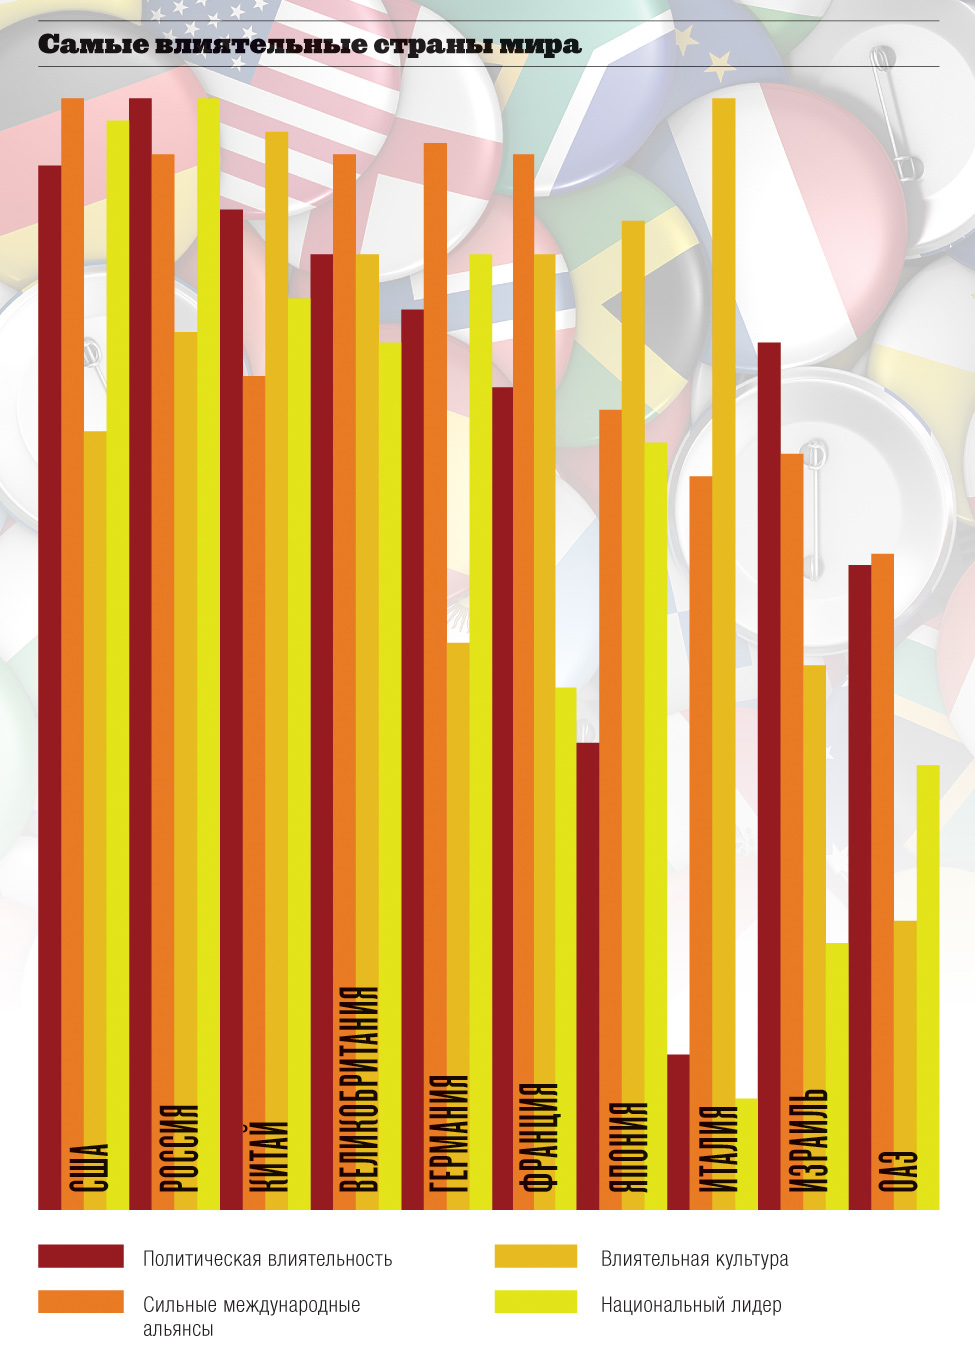 Самые влиятельные страны мира
США
РОССИЯ
КИТАЙ
ВЕЛИКОБРИТАНИЯ
ГЕРМАНИЯ
ФРАНЦИЯ
ЯПОНИЯ
ИТАЛИЯ
ИЗРАИЛЬ
ОАЭ
Политическая влиятельность
Сильные международные
альянсы
Влиятельная культура
Национальный лидер